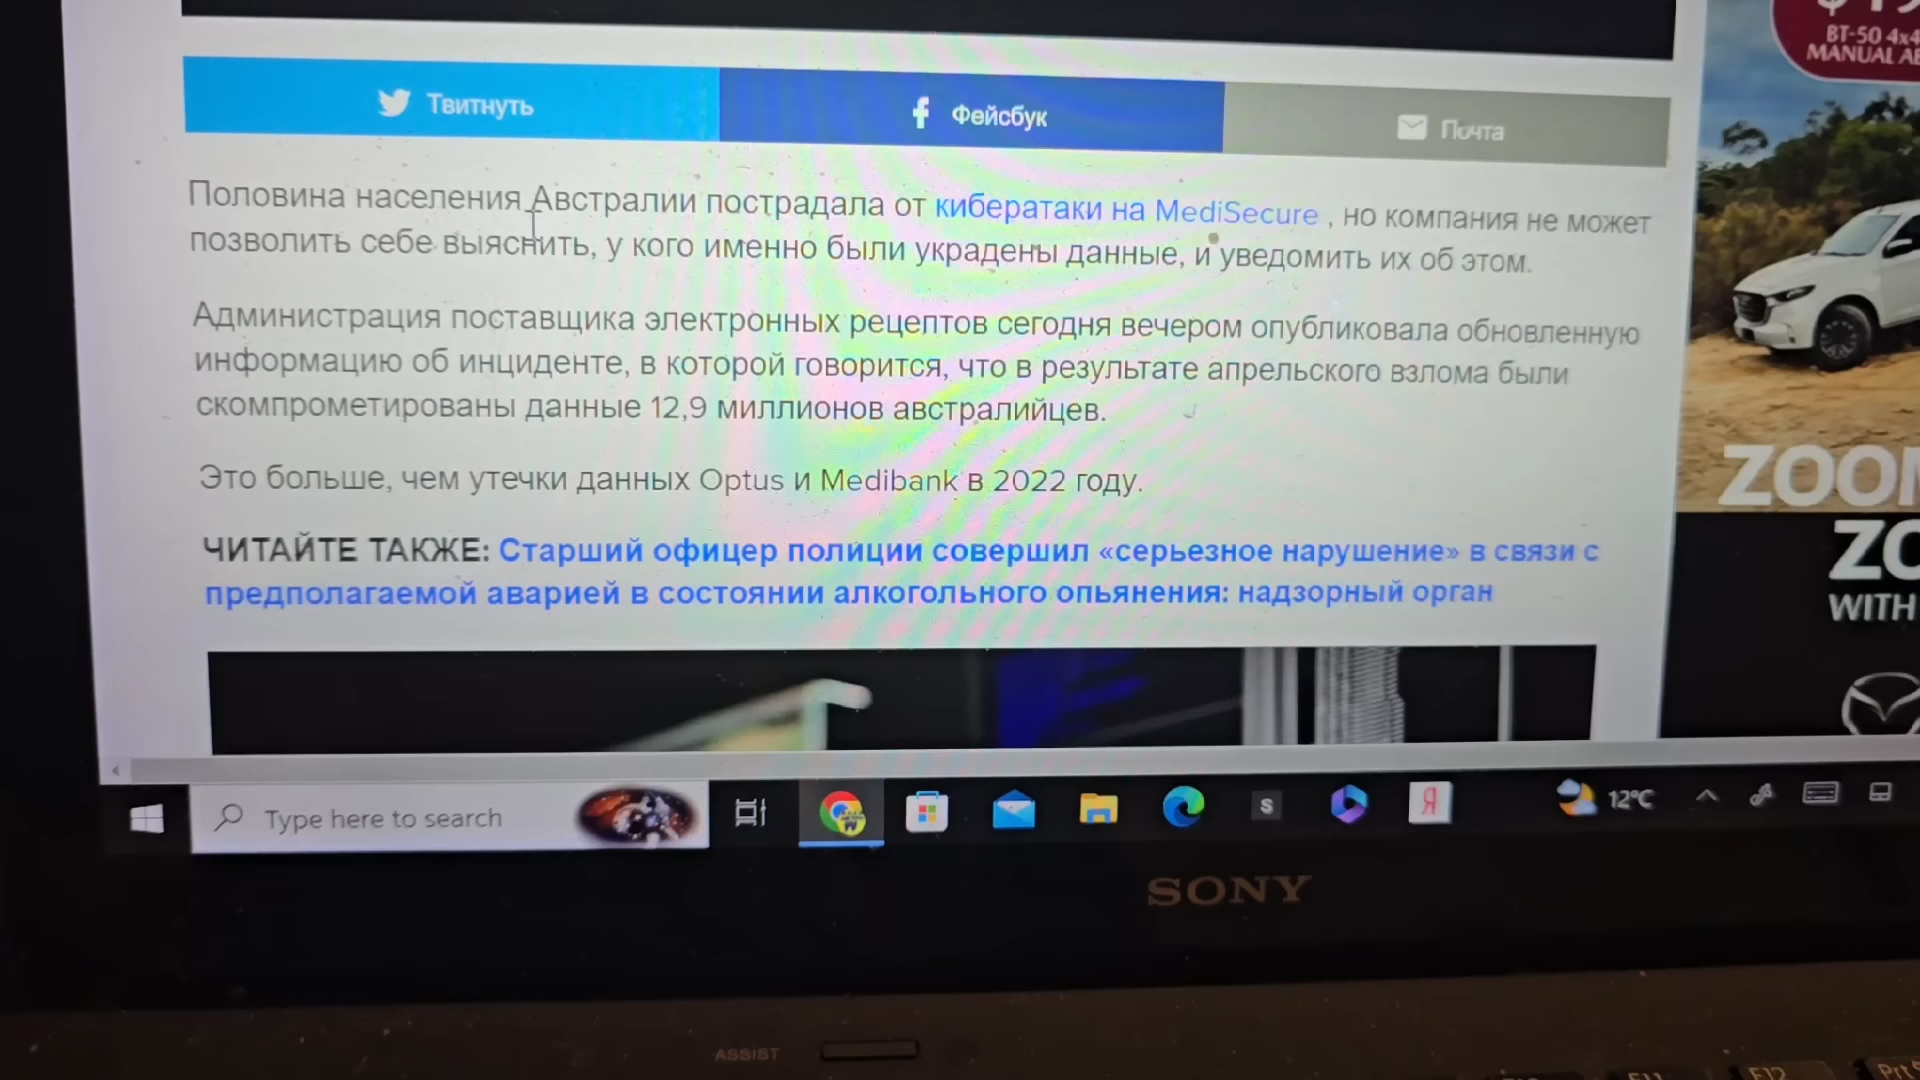 BT-50 4x4
MANUAL
Твитнуть
Фейсбук
Почта
Половина населения Австралии пострадала от кибератаки на MediSecure , но компания не может
позволить себе выяснить, у кого именно были украдены данные, и уведомить их об этом.
Администрация поставщика электронных рецептов сегодня вечером опубликовала обновленную
информацию об инциденте, в которой говорится, что в результате апрельского взлома были
скомпрометированы данные 12,9 миллионов австралийцев.
Это больше, чем утечки данных Optus и Medibank в 2022 году.
ЧИТАЙТЕ ТАКЖЕ: Старший офицер полиции совершил «серьезное нарушение» в связи с
предполагаемой аварией в состоянии алкогольного опьянения: надзорный орган
ZOOM
ZO
WITH
Type here to search
S
Я
12°C
SONY
ASSIST
F11
F12